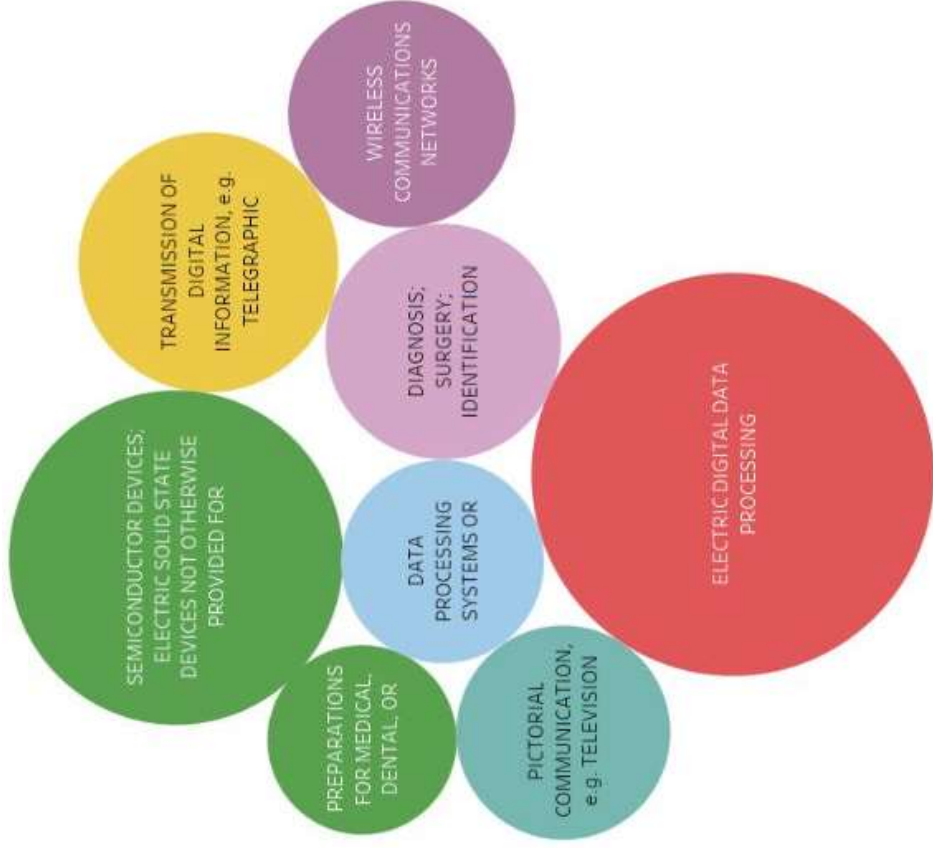 SEMICONDUCTOR DEVICES;
ELECTRIC SOLID STATE
DEVICES NOT OTHERWISE
PROVIDED FOR
TRANSMISSION OF
DIGITAL
INFORMATION, e.g.
TELEGRAPHIC
PREPARATIONS
FOR MEDICAL,
DENTAL, OR
DATA
PROCESSING
SYSTEMS OR
DIAGNOSIS;
SURGERY;
IDENTIFICATION
WIRELESS
COMMUNICATIONS
NETWORKS
PICTORIAL
COMMUNICATION,
e.g. TELEVISION
ELECTRIC DIGITAL DATA
PROCESSING